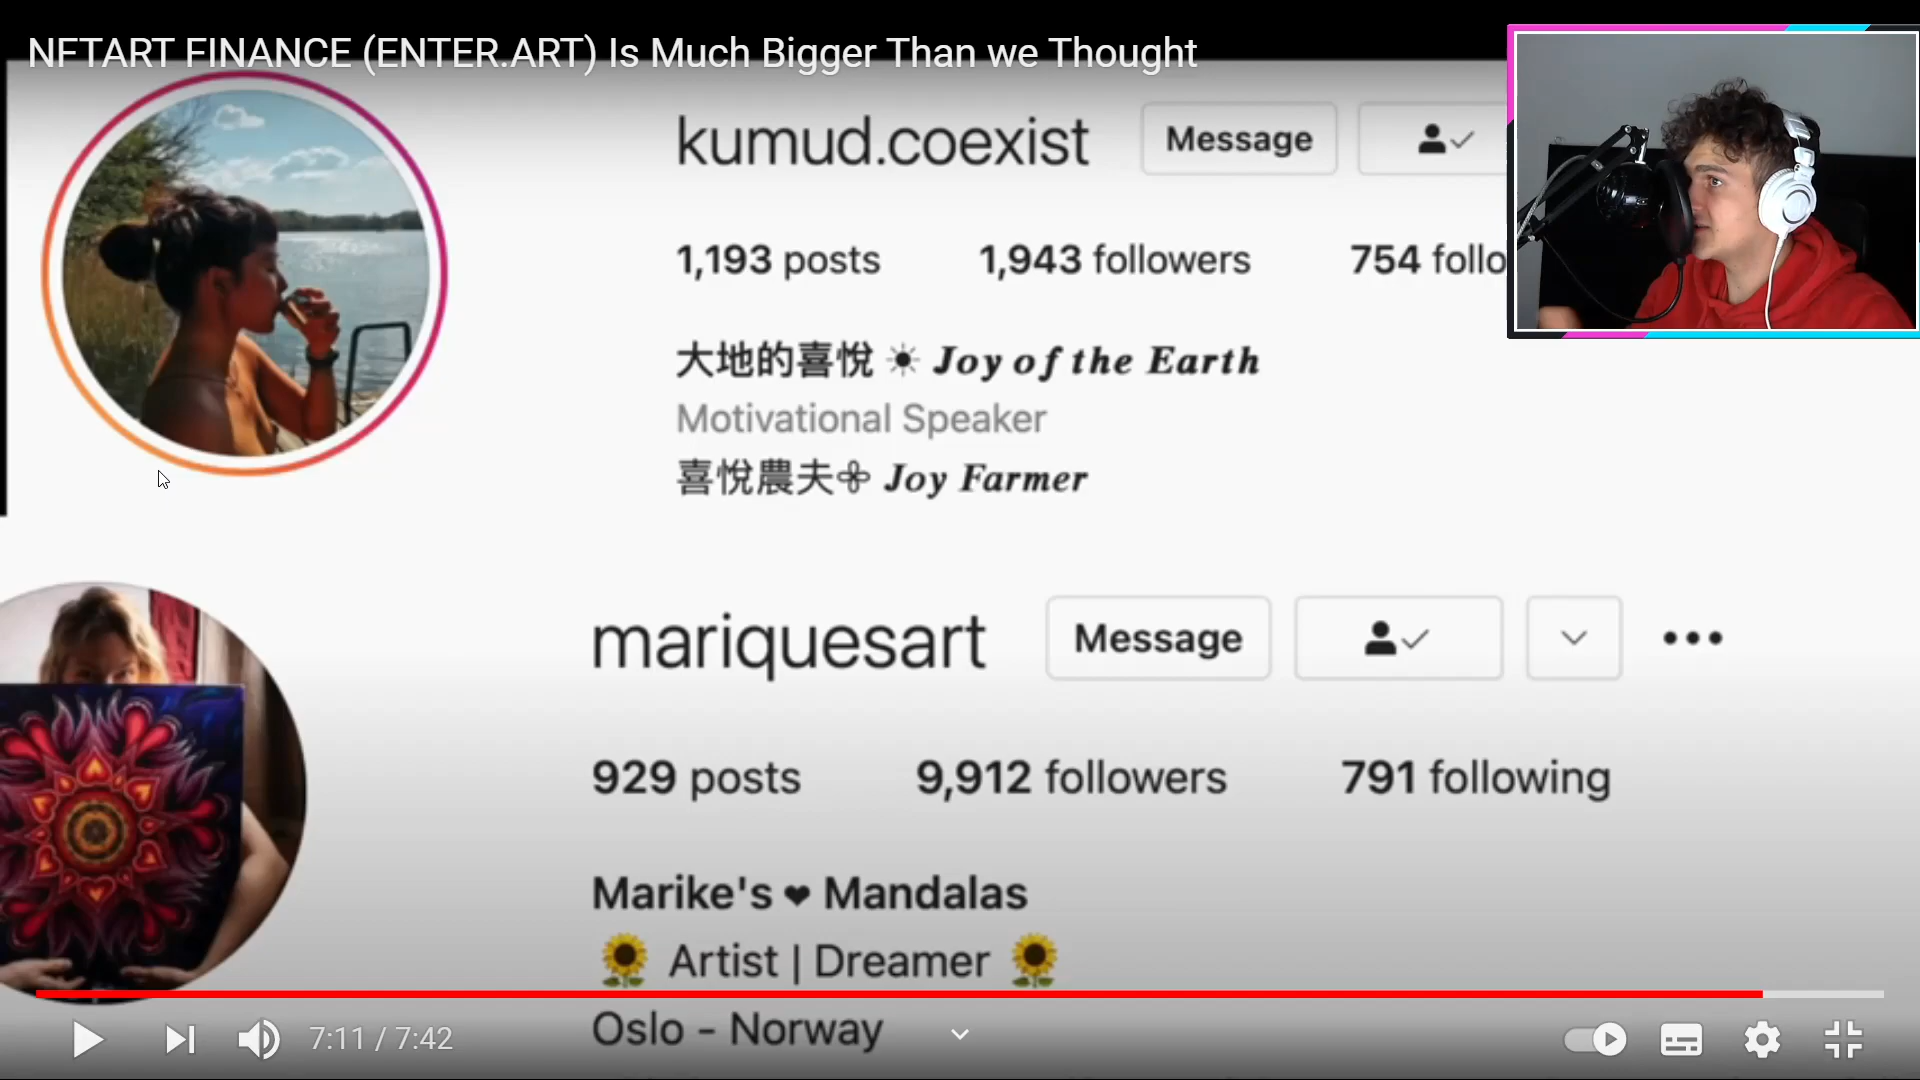 NFTART FINANCE (ENTER.ART) Is Much Bigger Than we Thought
kumud.coexist Message
1,193 posts 1,943 followers 754 follo
大地的喜悅 ☀ Joy of the Earth
Motivational Speaker
喜悅農夫 Joy Farmer
mariquesart Message
929 posts 9,912 followers 791 following
Marike's ❤ Mandalas
🌻 Artist | Dreamer 🌻
Oslo - Norway
7:11 / 7:42